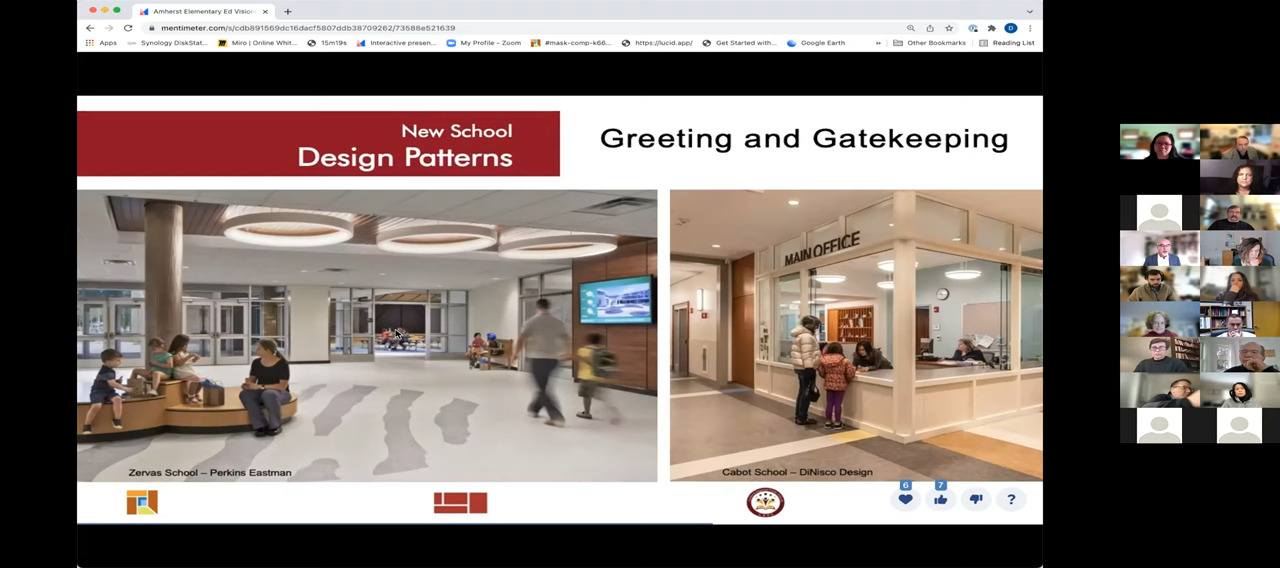 Amherst Elementary Ed Vision
mentimeter.com/s/cdb891569dc16dacf5807ddb38709262/73588e521639
Apps
Synology DiskStat...
Miro | Online Whit...
15m19s
Interactive presen...
My Profile - Zoom
#mask-comp-k66...
https://lucid.app/
Get Started with...
Google Earth
»
Other Bookmarks
Reading List
New School
Design Patterns
Greeting and Gatekeeping
MAIN OFFICE
Zervas School – Perkins Eastman
Cabot School – DiNisco Design
6
7
?